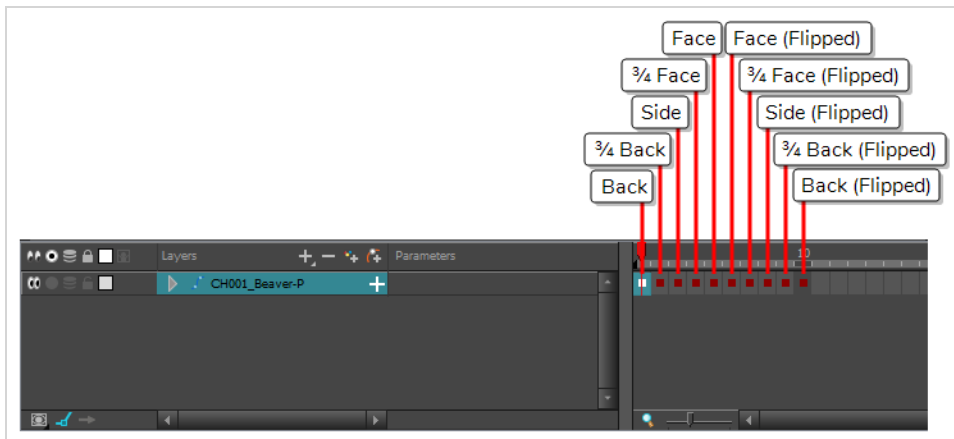 Face Face (Flipped)
¾ Face ¾ Face (Flipped)
Side Side (Flipped)
¾ Back ¾ Back (Flipped)
Back Back (Flipped)
Layers Parameters 10
CH001_Beaver-P